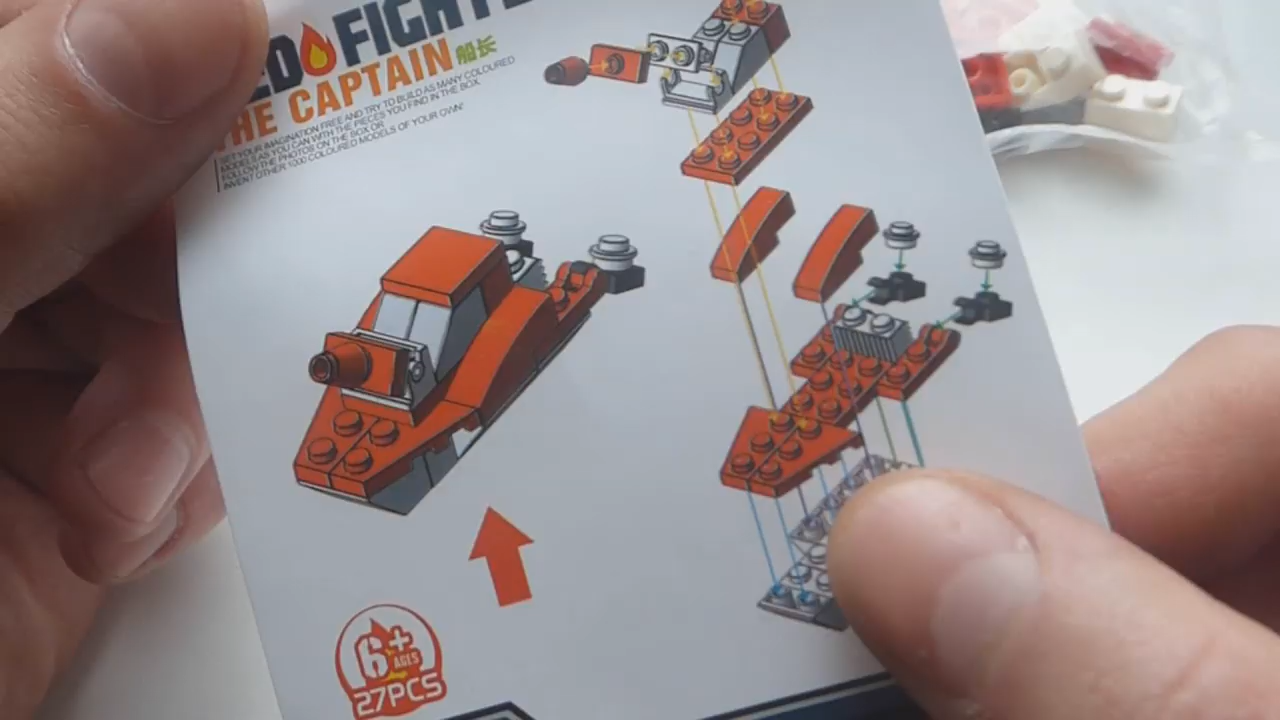 FIGHTE
THE CAPTAIN 船长
SET YOUR IMAGINATION FREE AND TRY TO BUILD AS MANY COLOURED
MODELS AS YOU CAN WITH THE PIECES YOU FIND IN THE BOX.
FOLLOW THE PHOTOS ON THE BOX OR
INVENT OTHER 1000 COLOURED MODELS OF YOUR OWN!
6+
AGES
27PCS